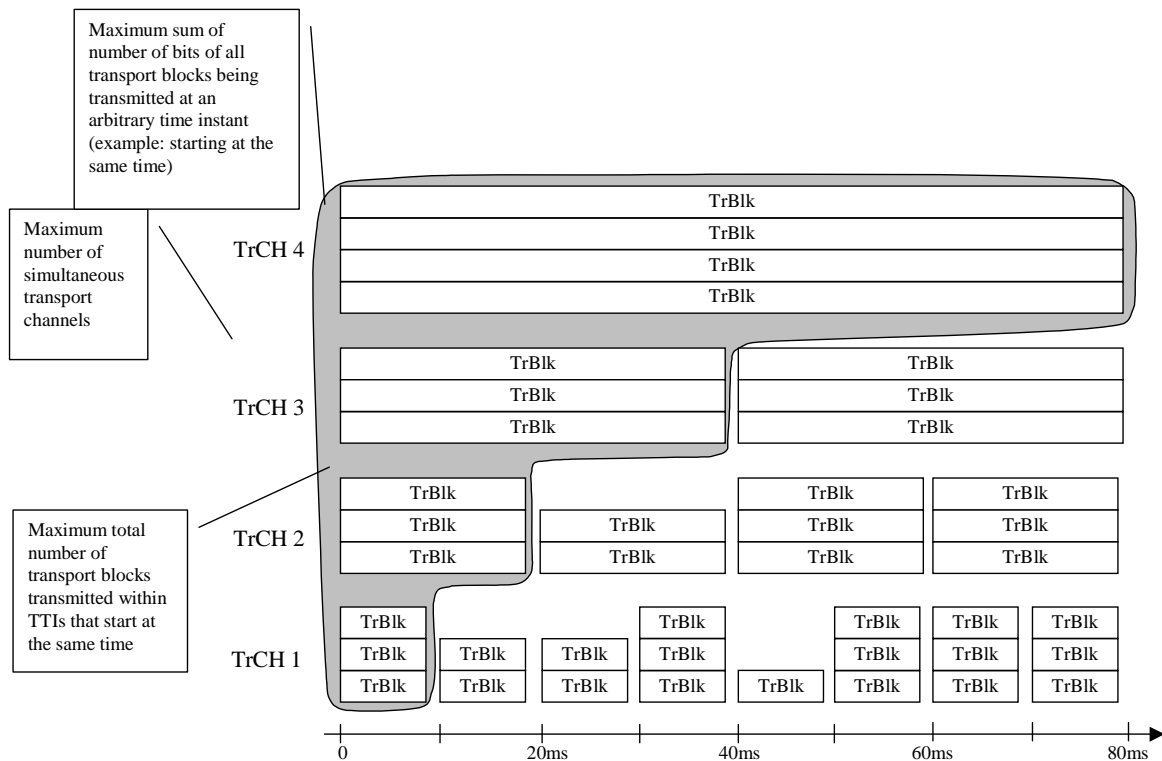 Maximum sum of
number of bits of all
transport blocks being
transmitted at an
arbitrary time instant
(example: starting at the
same time)
Maximum
number of
simultaneous
transport
channels
Maximum total
number of
transport blocks
transmitted within
TTIs that start at
the same time
TrCH 4
TrBlk
TrBlk
TrBlk
TrBlk
TrCH 3
TrBlk TrBlk
TrBlk TrBlk
TrBlk TrBlk
TrCH 2
TrBlk TrBlk TrBlk
TrBlk TrBlk TrBlk TrBlk
TrBlk TrBlk TrBlk TrBlk
TrCH 1
TrBlk TrBlk TrBlk TrBlk TrBlk
TrBlk TrBlk TrBlk TrBlk TrBlk TrBlk TrBlk
TrBlk TrBlk TrBlk TrBlk TrBlk TrBlk TrBlk TrBlk
0 20ms 40ms 60ms 80ms